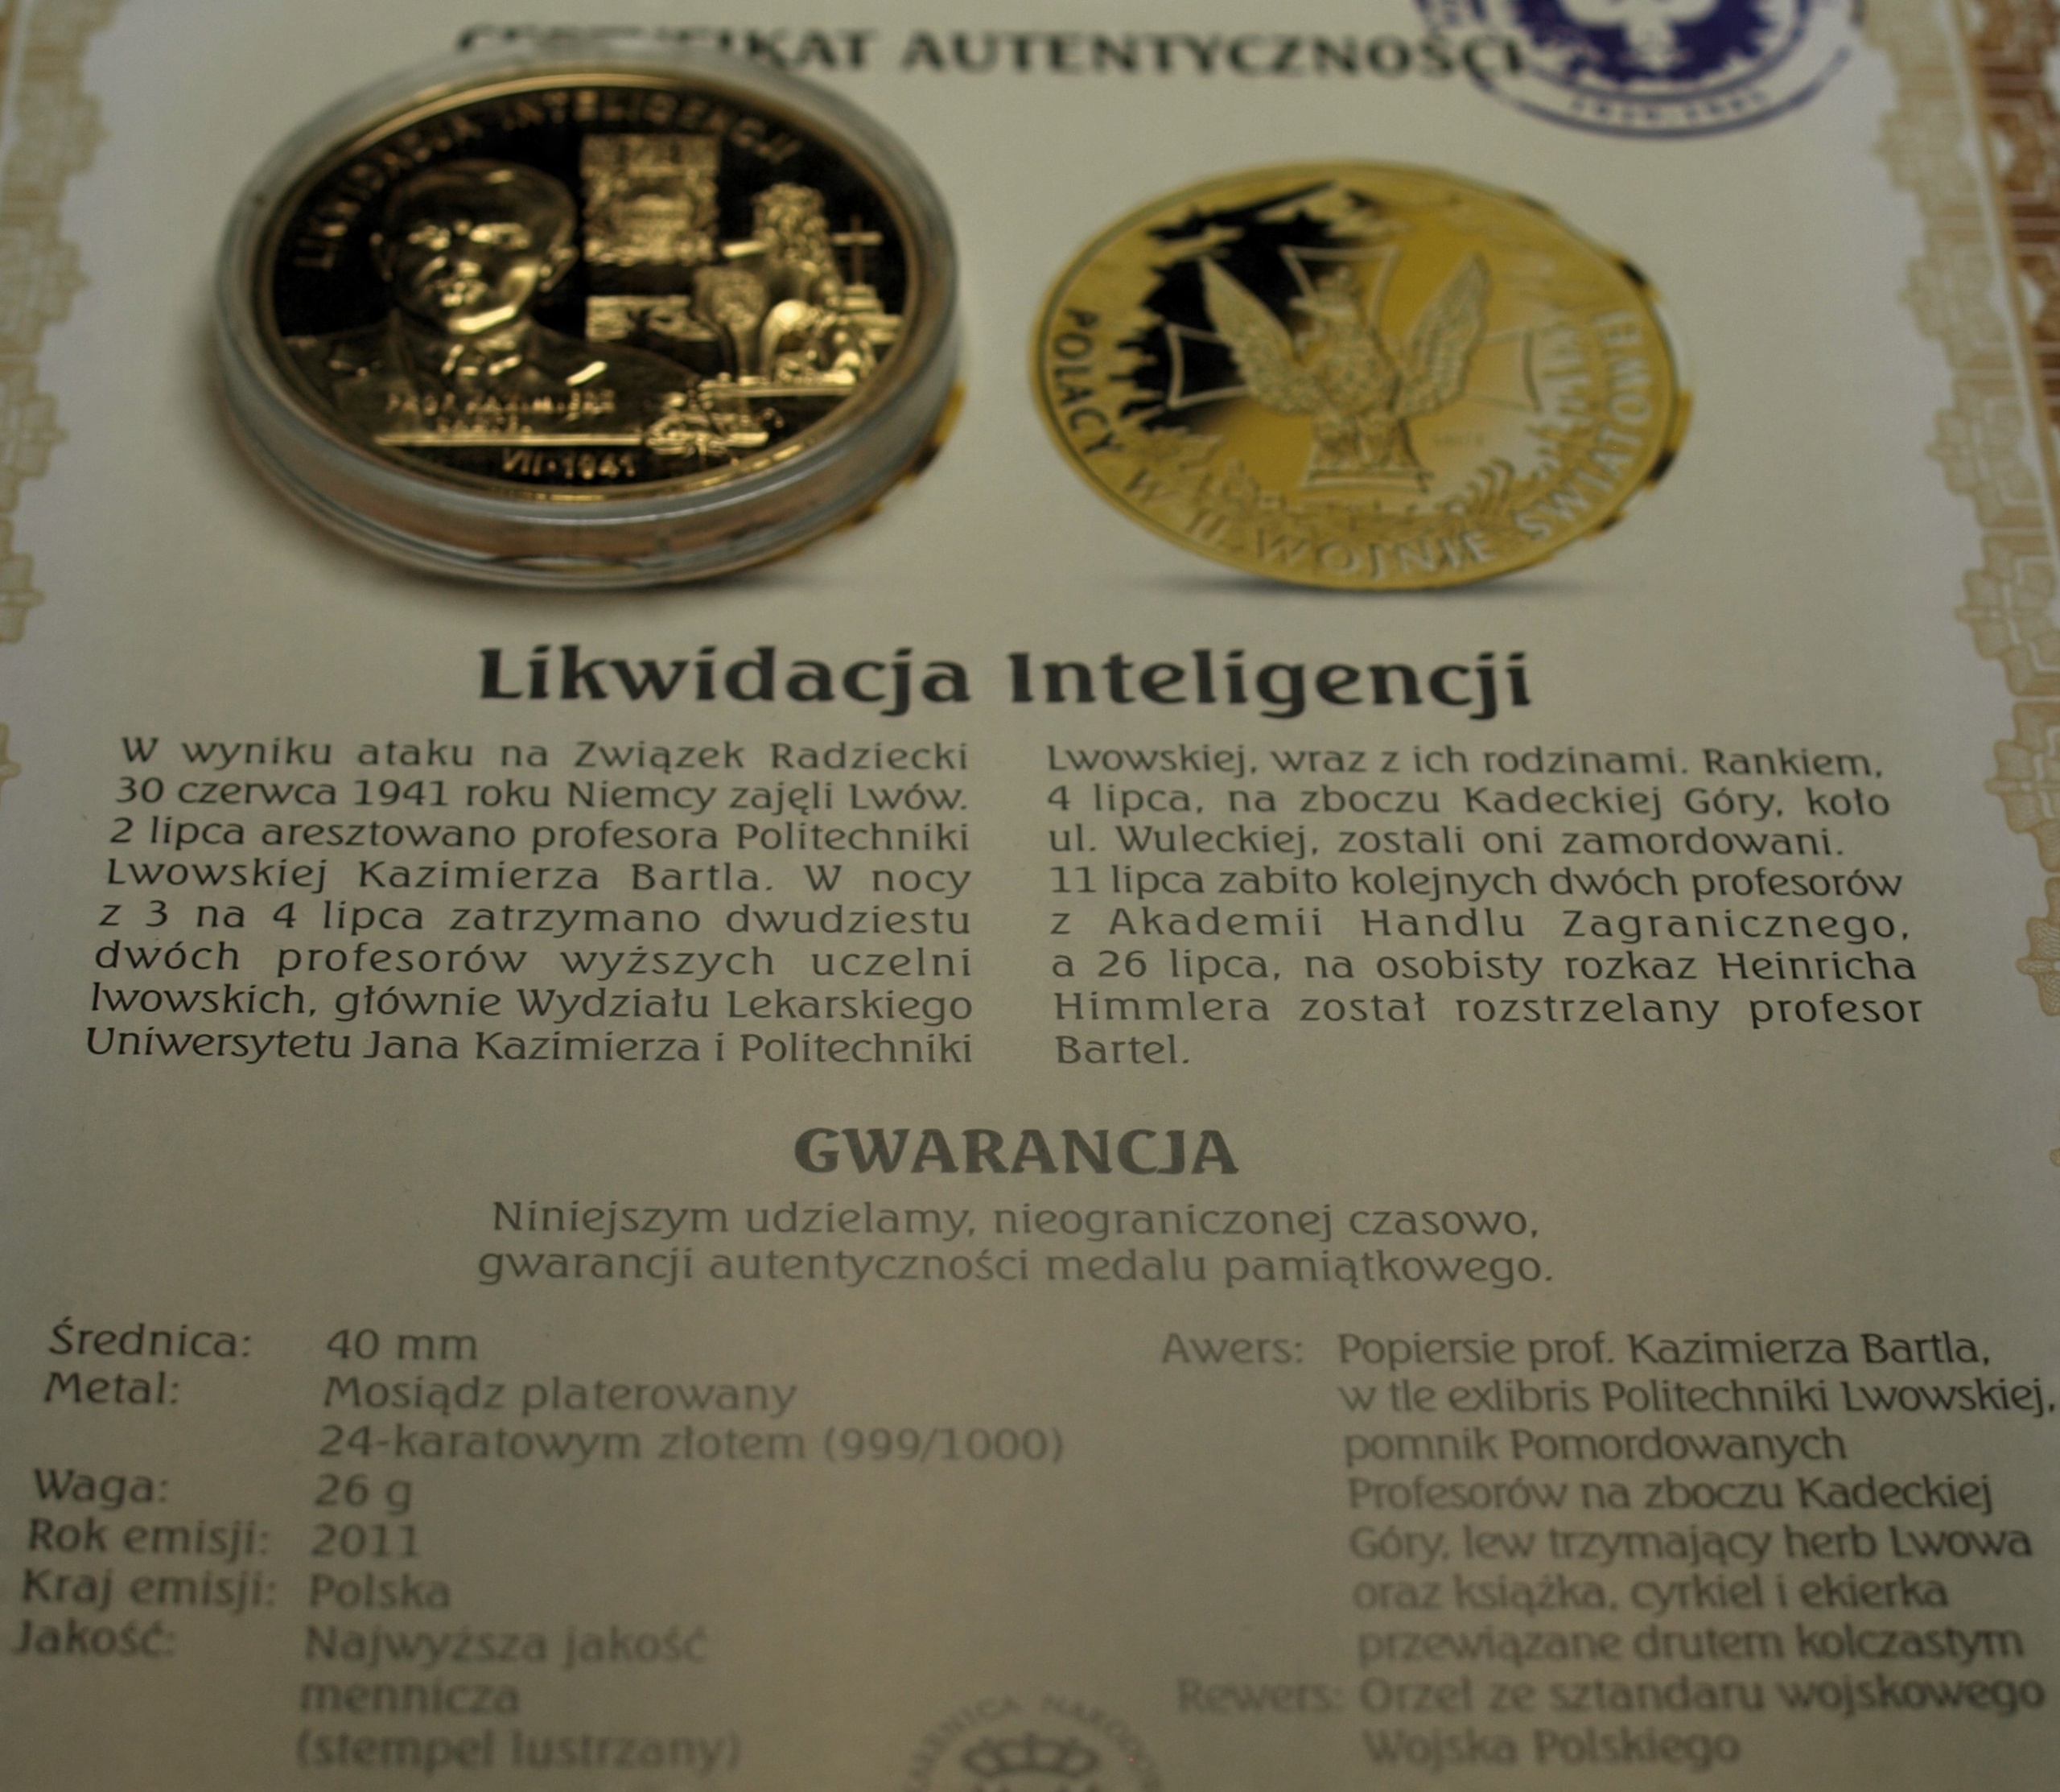 AUTENTYCZNOŚCI
LIKWIDACJA INTELIGENCJI
PROF. KAZIMIERZ
BARTEL
VII·1941
POLACY W II WOJNIE ŚWIATOWEJ
Likwidacja Inteligencji
W wyniku ataku na Związek Radziecki
30 czerwca 1941 roku Niemcy zajęli Lwów.
2 lipca aresztowano profesora Politechniki
Lwowskiej Kazimierza Bartla. W nocy
z 3 na 4 lipca zatrzymano dwudziestu
dwóch profesorów wyższych uczelni
lwowskich, głównie Wydziału Lekarskiego
Uniwersytetu Jana Kazimierza i Politechniki
Lwowskiej, wraz z ich rodzinami. Rankiem,
4 lipca, na zboczu Kadeckiej Góry, koło
ul. Wuleckiej, zostali oni zamordowani.
11 lipca zabito kolejnych dwóch profesorów
z Akademii Handlu Zagranicznego,
a 26 lipca, na osobisty rozkaz Heinricha
Himmlera został rozstrzelany profesor
Bartel.
GWARANCJA
Niniejszym udzielamy, nieograniczonej czasowo,
gwarancji autentyczności medalu pamiątkowego.
Średnica: 40 mm
Metal: Mosiądz platerowany
24-karatowym złotem (999/1000)
Waga: 26 g
Rok emisji: 2011
Kraj emisji: Polska
Jakość: Najwyższa jakość
mennicza
(stempel lustrzany)
Awers: Popiersie prof. Kazimierza Bartla,
w tle exlibris Politechniki Lwowskiej,
pomnik Pomordowanych
Profesorów na zboczu Kadeckiej
Góry, lew trzymający herb Lwowa
oraz książka, cyrkiel i ekierka
przewiązane drutem kolczastym
Rewers: Orzeł ze sztandaru wojskowego
Wojska Polskiego